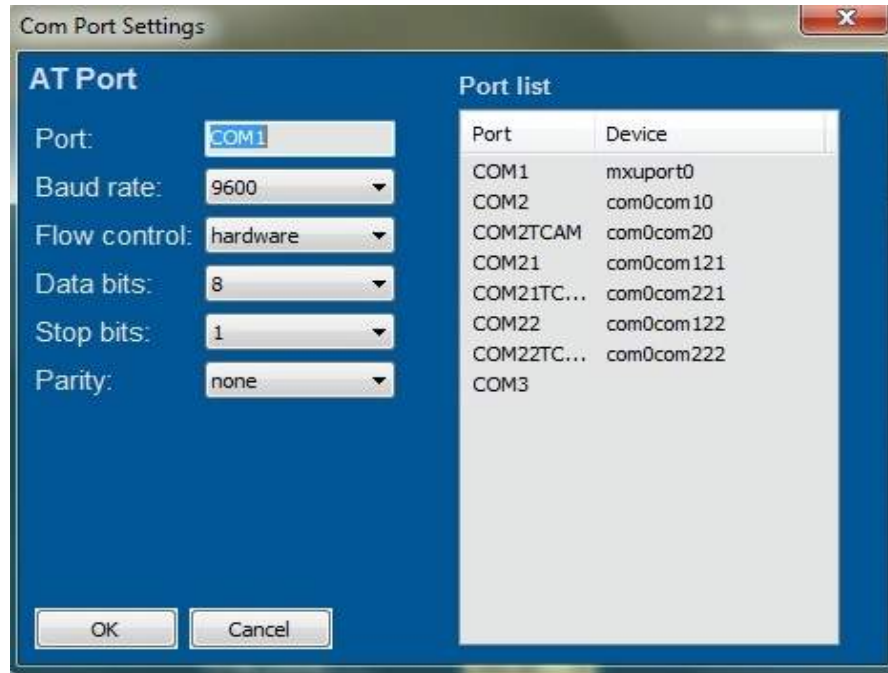 Com Port Settings
AT Port
Port: COM1
Baud rate: 9600
Flow control: hardware
Data bits: 8
Stop bits: 1
Parity: none
OK Cancel
Port list
Port Device
COM1 mxuport0
COM2 com0com10
COM2TCAM com0com20
COM21 com0com121
COM21TC... com0com221
COM22 com0com122
COM22TC... com0com222
COM3